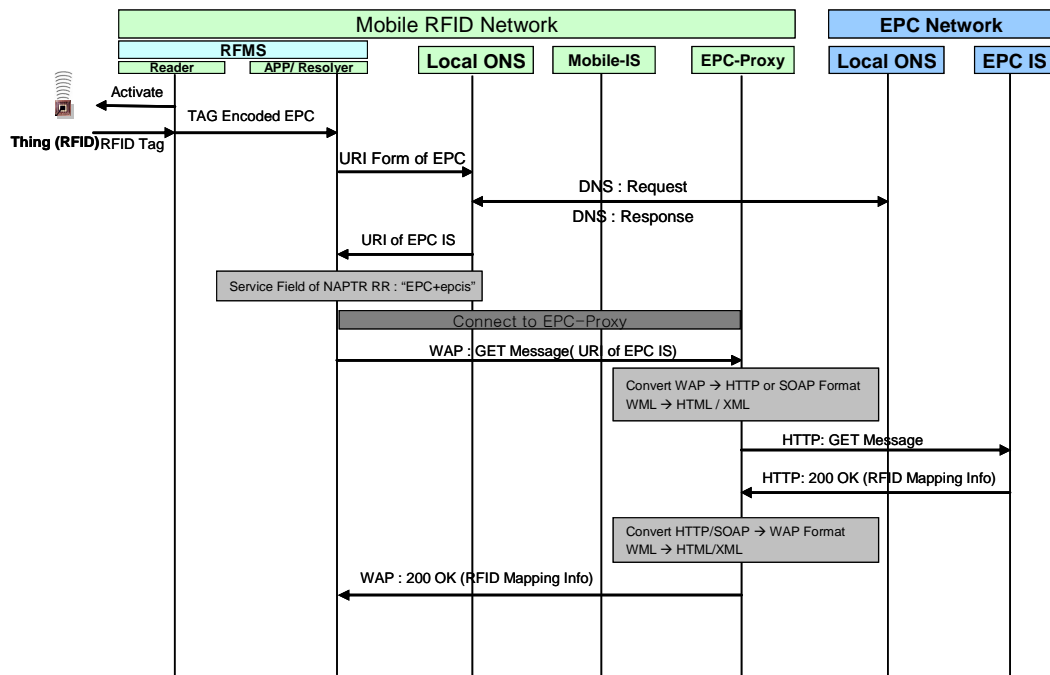 Mobile RFID Network
EPC Network
RFMS
Reader
APP/ Resolyer
Local ONS
Mobile-IS
EPC-Proxy
Local ONS
EPC IS
Activate
TAG Encoded EPC
Thing (RFID)
RFID Tag
URI Form of EPC
DNS : Request
DNS : Response
URI of EPC IS
Service Field of NAPTR RR : “EPC+epcis”
Connect to EPC-Proxy
WAP : GET Message( URI of EPC IS)
Convert WAP → HTTP or SOAP Format
WML → HTML / XML
HTTP: GET Message
HTTP: 200 OK (RFID Mapping Info)
Convert HTTP/SOAP → WAP Format
WML → HTML/XML
WAP : 200 OK (RFID Mapping Info)